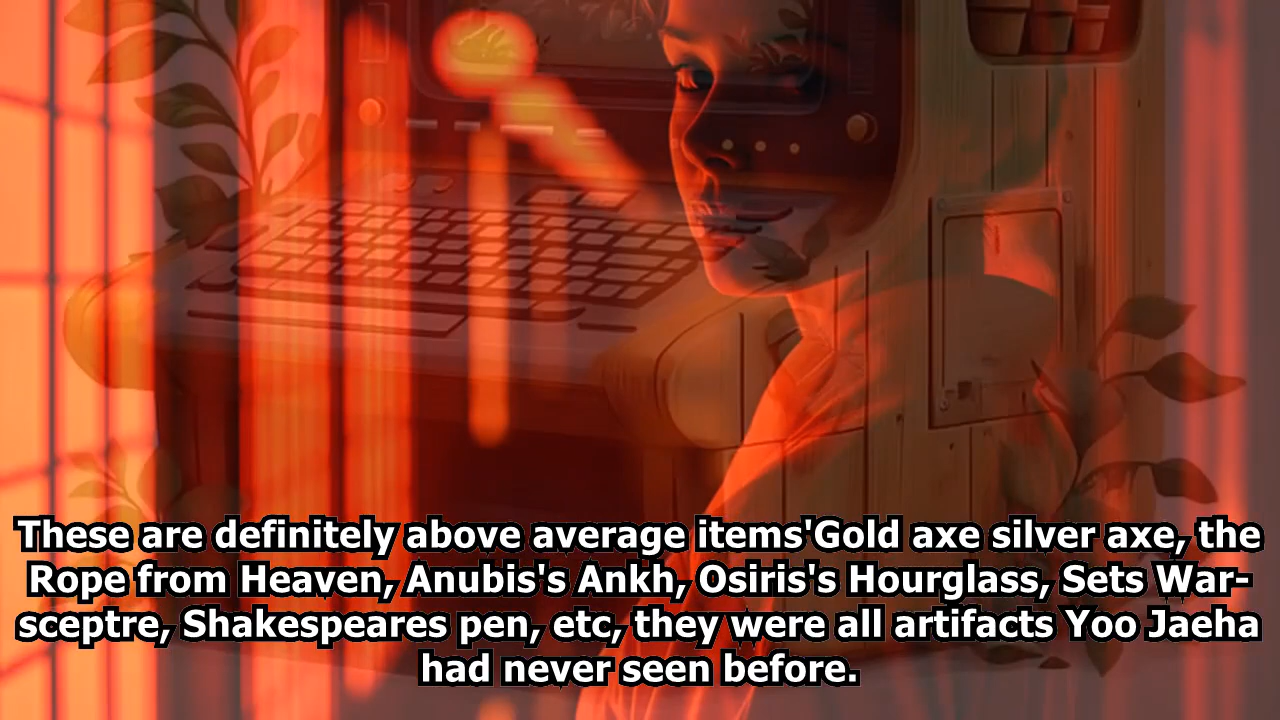 These are definitely above average items'Gold axe silver axe, the
Rope from Heaven, Anubis's Ankh, Osiris's Hourglass, Sets War-
sceptre, Shakespeares pen, etc, they were all artifacts Yoo Jaeha
had never seen before.